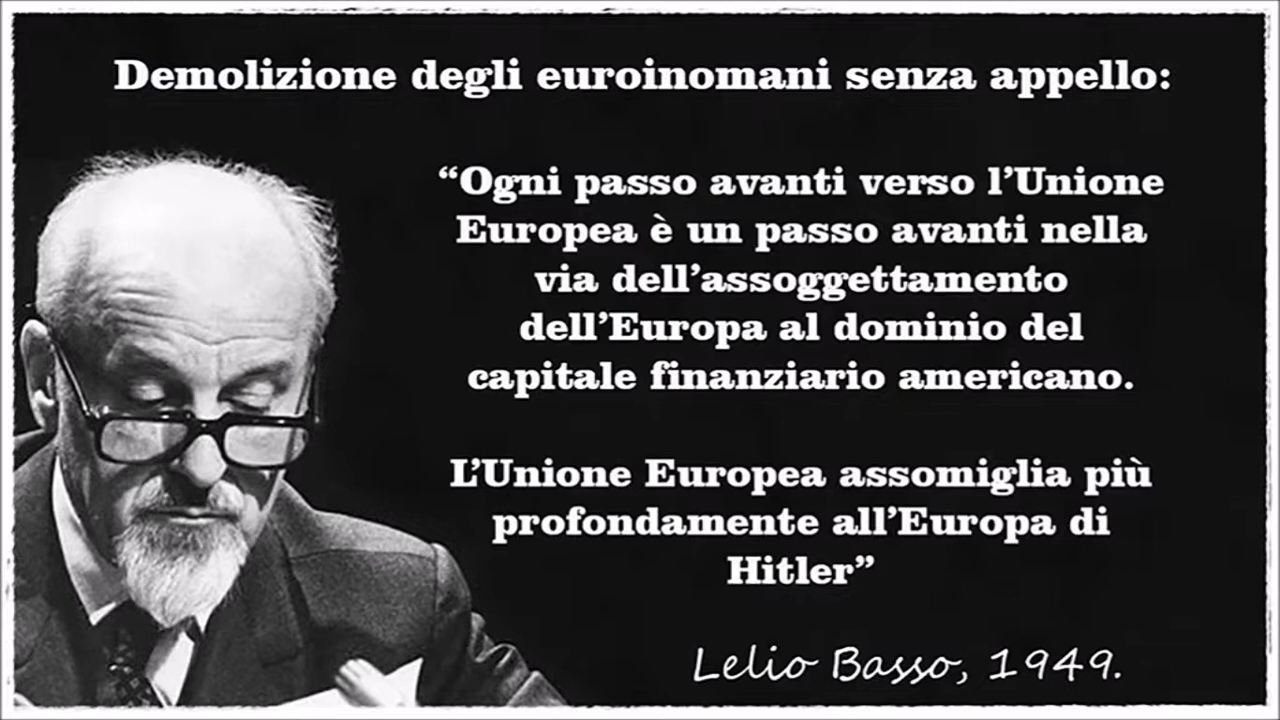 Demolizione degli euroinomani senza appello:
“Ogni passo avanti verso l’Unione
Europea è un passo avanti nella
via dell’assoggettamento
dell’Europa al dominio del
capitale finanziario americano.
L’Unione Europea assomiglia più
profondamente all’Europa di
Hitler”
Lelio Basso, 1949.